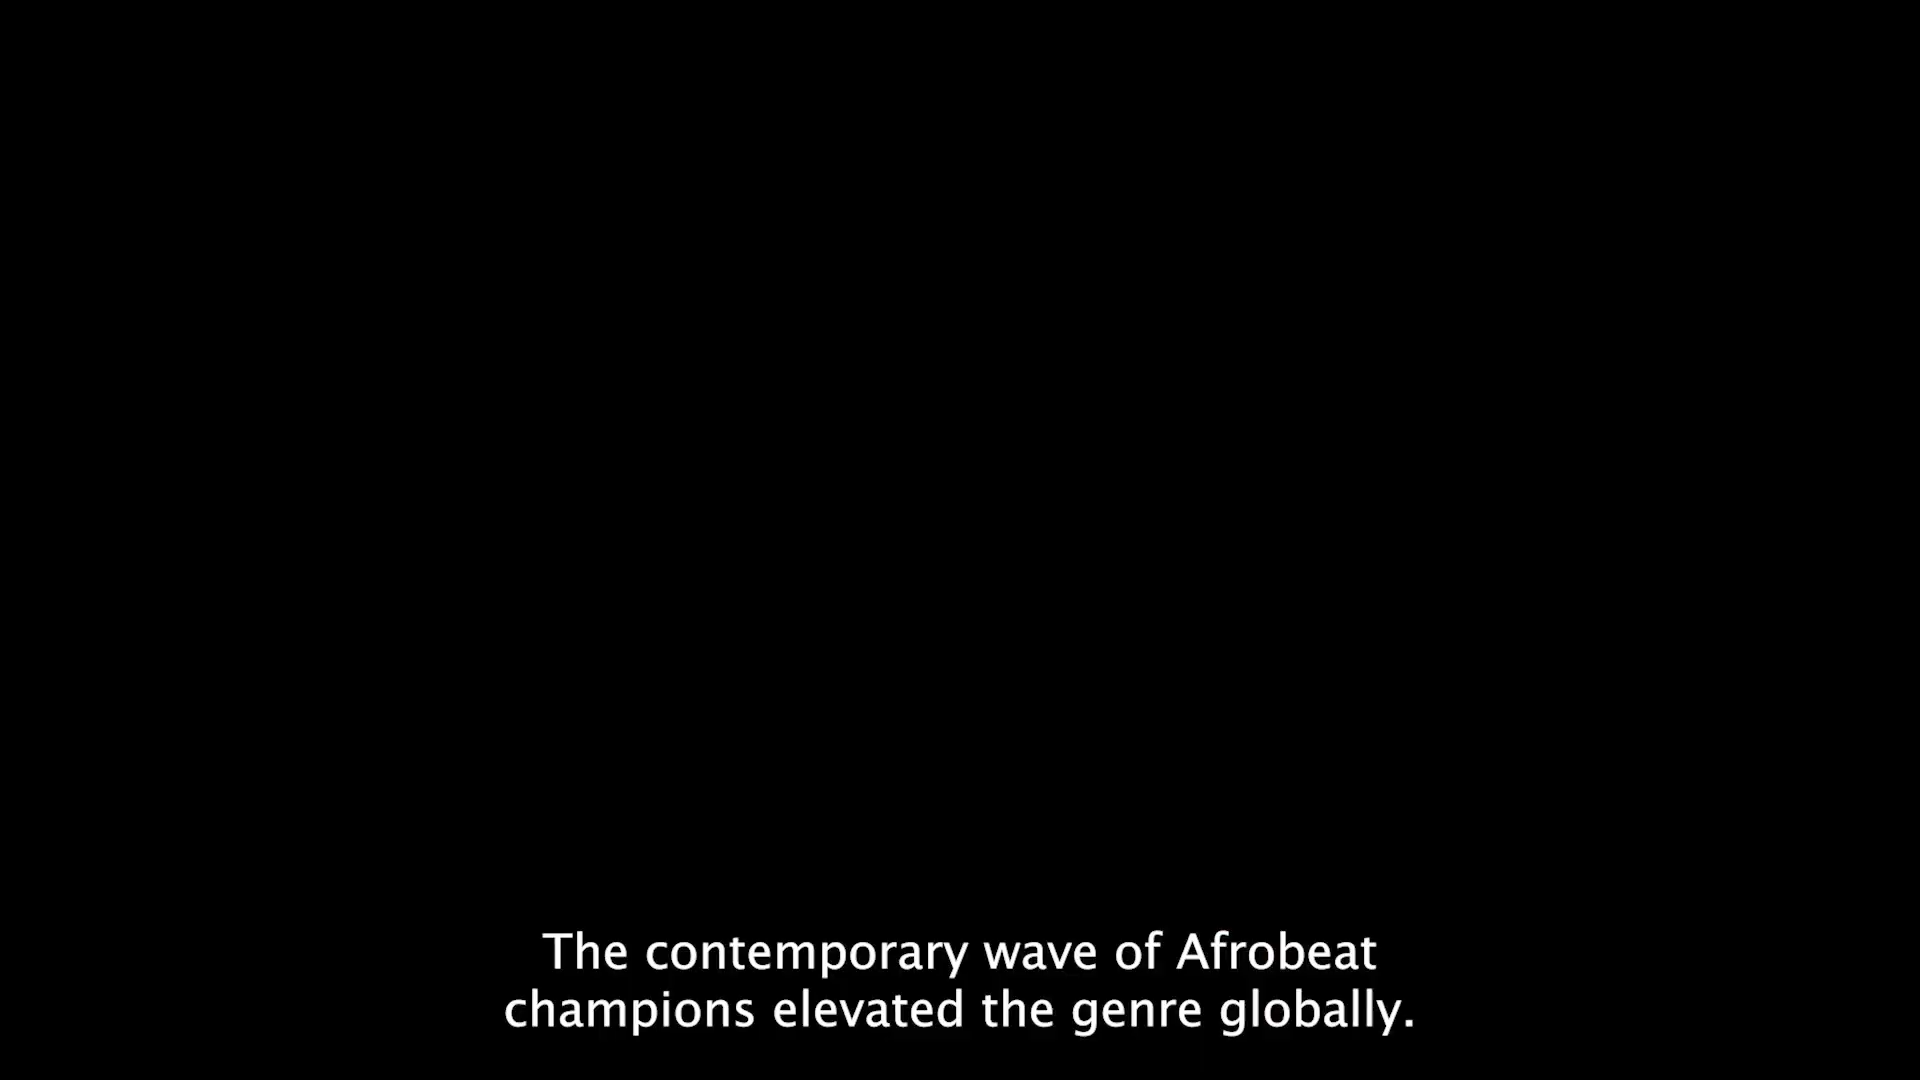 The contemporary wave of Afrobeat
champions elevated the genre globally.